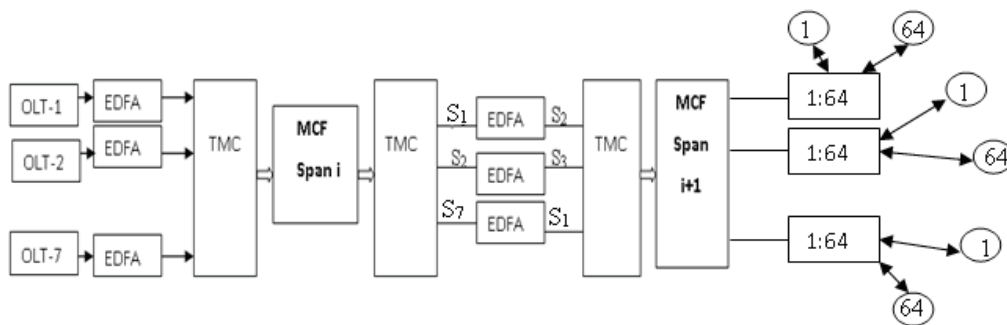 OLT-1
EDFA
OLT-2
EDFA
OLT-7
EDFA
TMC
MCF
Span i
TMC
S1
EDFA
S2
S2
EDFA
S3
S7
EDFA
S1
TMC
MCF
Span
i+1
1:64
1
64
1:64
1
64
1:64
1
64